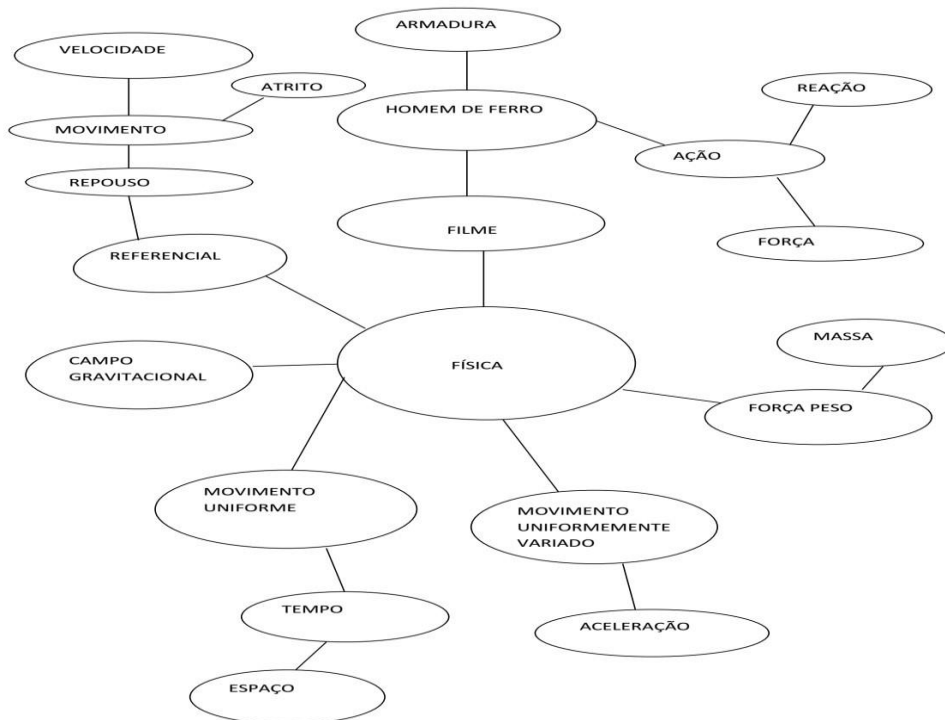 ARMADURA
VELOCIDADE
ATRITO
REAÇÃO
HOMEM DE FERRO
MOVIMENTO
AÇÃO
REPOUSO
FILME
FORÇA
REFERENCIAL
CAMPO
GRAVITACIONAL
FÍSICA
MASSA
FORÇA PESO
MOVIMENTO
UNIFORME
MOVIMENTO
UNIFORMEMENTE
VARIADO
TEMPO
ACELERAÇÃO
ESPAÇO